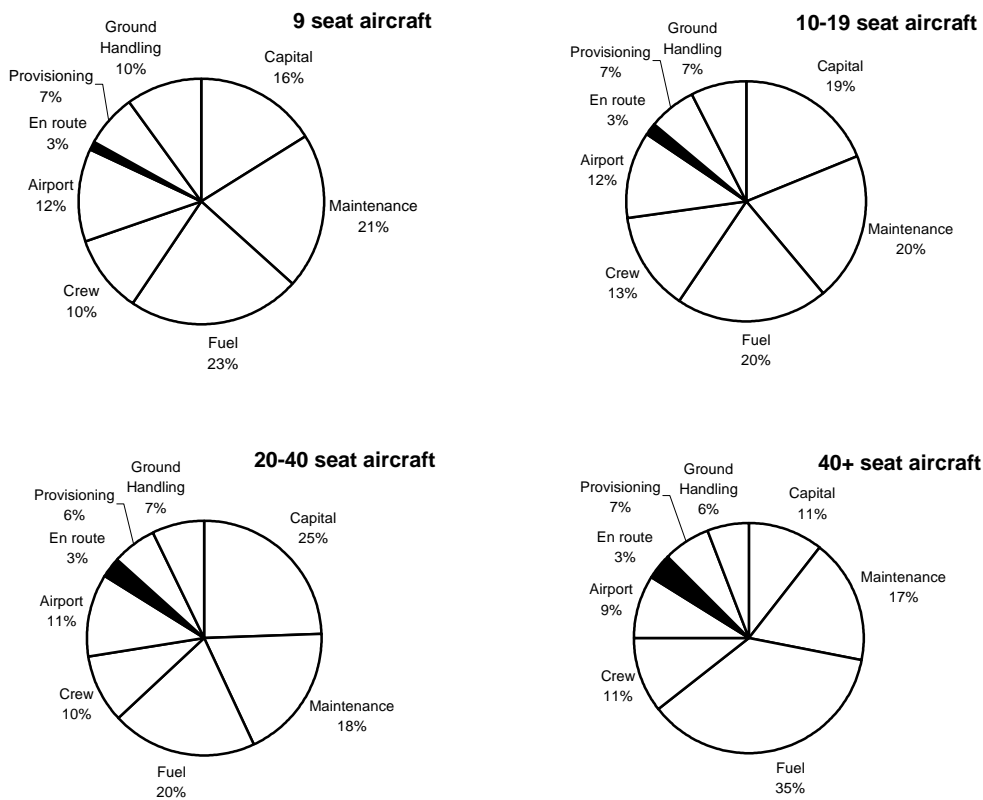 9 seat aircraft
Ground
Handling
10%
Capital
16%
Provisioning
7%
En route
3%
Airport
12%
Maintenance
21%
Crew
10%
Fuel
23%
10-19 seat aircraft
Ground
Handling
7%
Capital
19%
Provisioning
7%
En route
3%
Airport
12%
Maintenance
20%
Crew
13%
Fuel
20%
20-40 seat aircraft
Ground
Handling
7%
Capital
25%
Provisioning
6%
En route
3%
Airport
11%
Crew
10%
Maintenance
18%
Fuel
20%
40+ seat aircraft
Ground
Handling
6%
Capital
11%
Provisioning
7%
En route
3%
Maintenance
17%
Airport
9%
Crew
11%
Fuel
35%